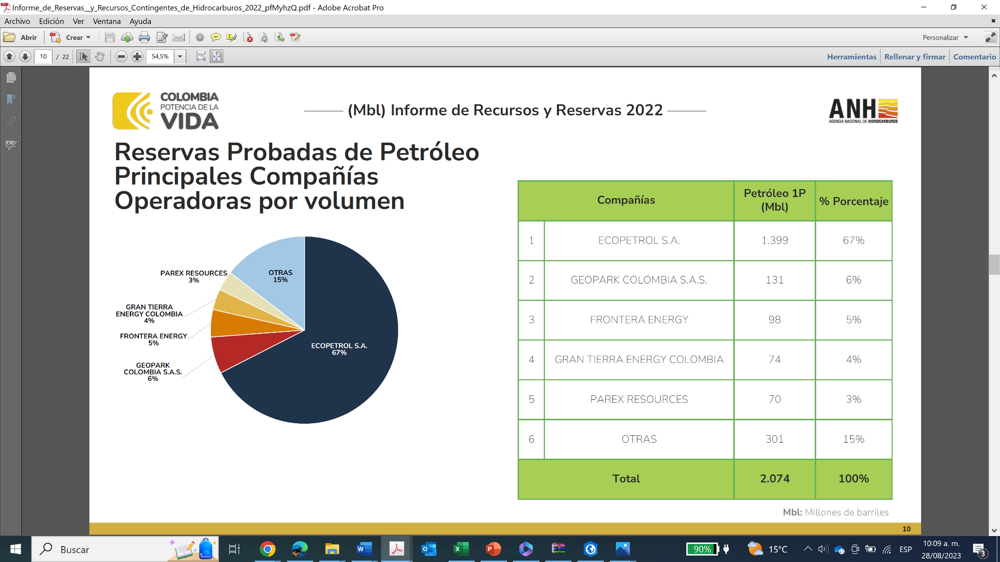 Informe_de_Reservas__y_Recursos_Contingentes_de_Hidrocarburos_2022_pfMyhzQ.pdf - Adobe Acrobat Pro
Archivo Edición Ver Ventana Ayuda
Abrir Crear Personalizar
10 / 22 54,5% Herramientas Rellenar y firmar Comentario
COLOMBIA
POTENCIA DE LA
VIDA
(Mbl) Informe de Recursos y Reservas 2022
ANH
AGENCIA NACIONAL DE HIDROCARBUROS
Reservas Probadas de Petróleo
Principales Compañías
Operadoras por volumen
PAREX RESOURCES
3%
OTRAS
15%
GRAN TIERRA
ENERGY COLOMBIA
4%
FRONTERA ENERGY
5%
GEOPARK
COLOMBIA S.A.S.
6%
ECOPETROL S.A.
67%
Compañías Petróleo 1P (Mbl) % Porcentaje
1 ECOPETROL S.A. 1.399 67%
2 GEOPARK COLOMBIA S.A.S. 131 6%
3 FRONTERA ENERGY 98 5%
4 GRAN TIERRA ENERGY COLOMBIA 74 4%
5 PAREX RESOURCES 70 3%
6 OTRAS 301 15%
Total 2.074 100%
Mbl: Millones de barriles
10
Buscar 90% 15°C ESP 10:09 a. m.
28/08/2023 3